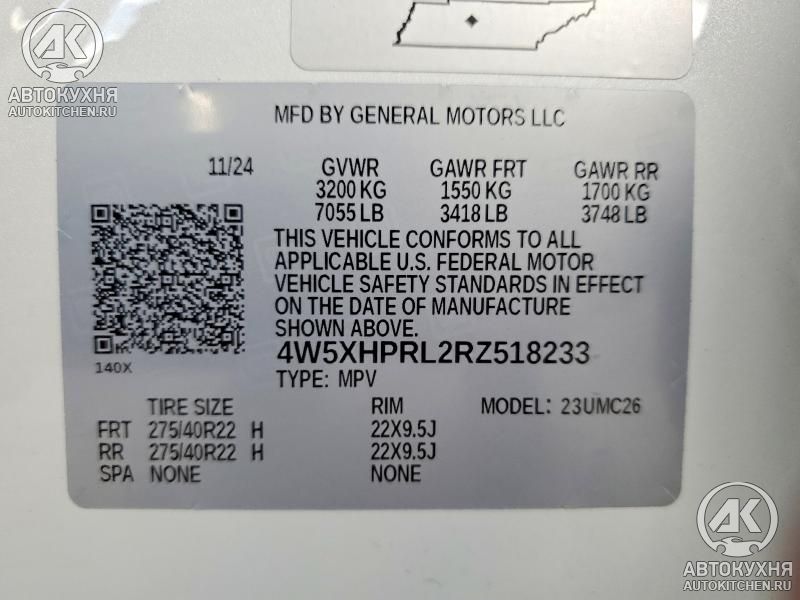 АК
АВТОКУХНЯ
AUTOKITCHEN.RU
MFD BY GENERAL MOTORS LLC
11/24 GVWR GAWR FRT GAWR RR
3200 KG 1550 KG 1700 KG
7055 LB 3418 LB 3748 LB
THIS VEHICLE CONFORMS TO ALL
APPLICABLE U.S. FEDERAL MOTOR
VEHICLE SAFETY STANDARDS IN EFFECT
ON THE DATE OF MANUFACTURE
SHOWN ABOVE.
4W5XHPRL2RZ518233
140X
TYPE: MPV
TIRE SIZE RIM MODEL: 23UMC26
FRT 275/40R22 H 22X9.5J
RR 275/40R22 H 22X9.5J
SPA NONE NONE
АК
АВТОКУХНЯ
AUTOKITCHEN.RU